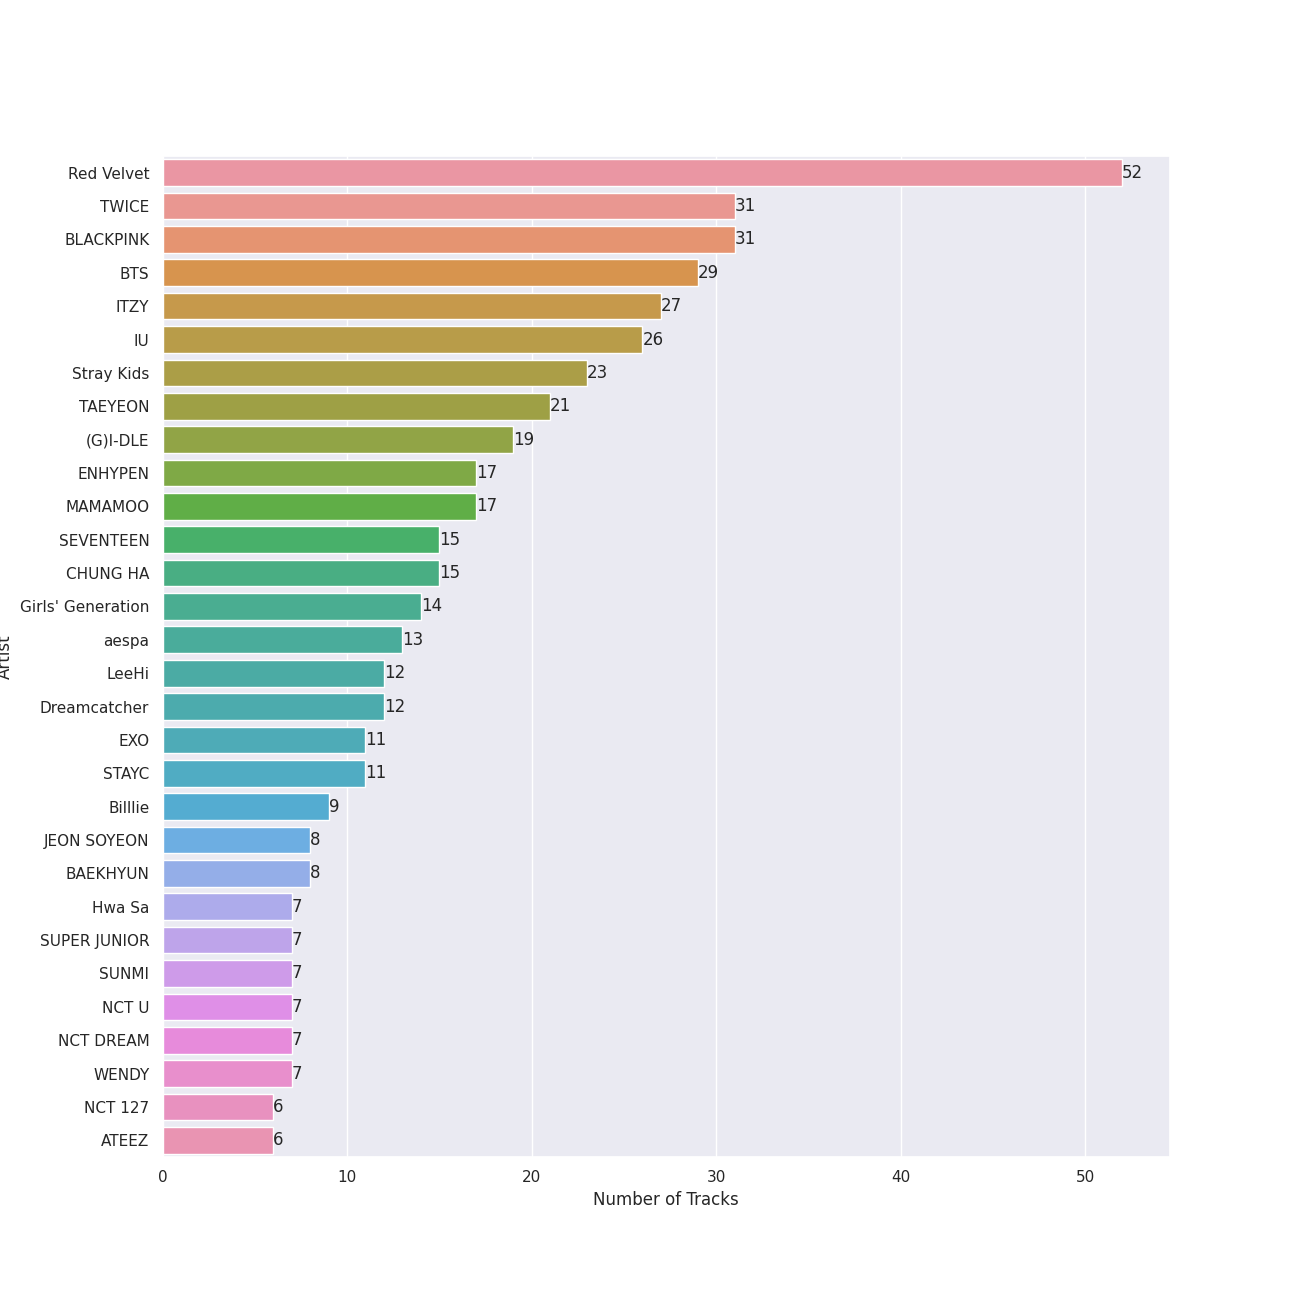 Red Velvet 52
TWICE 31
BLACKPINK 31
BTS 29
ITZY 27
IU 26
Stray Kids 23
TAEYEON 21
(G)I-DLE 19
ENHYPEN 17
MAMAMOO 17
SEVENTEEN 15
CHUNG HA 15
Girls' Generation 14
aespa 13
LeeHi 12
Dreamcatcher 12
EXO 11
STAYC 11
Billlie 9
JEON SOYEON 8
BAEKHYUN 8
Hwa Sa 7
SUPER JUNIOR 7
SUNMI 7
NCT U 7
NCT DREAM 7
WENDY 7
NCT 127 6
ATEEZ 6
0 10 20 30 40 50
Number of Tracks
Artist